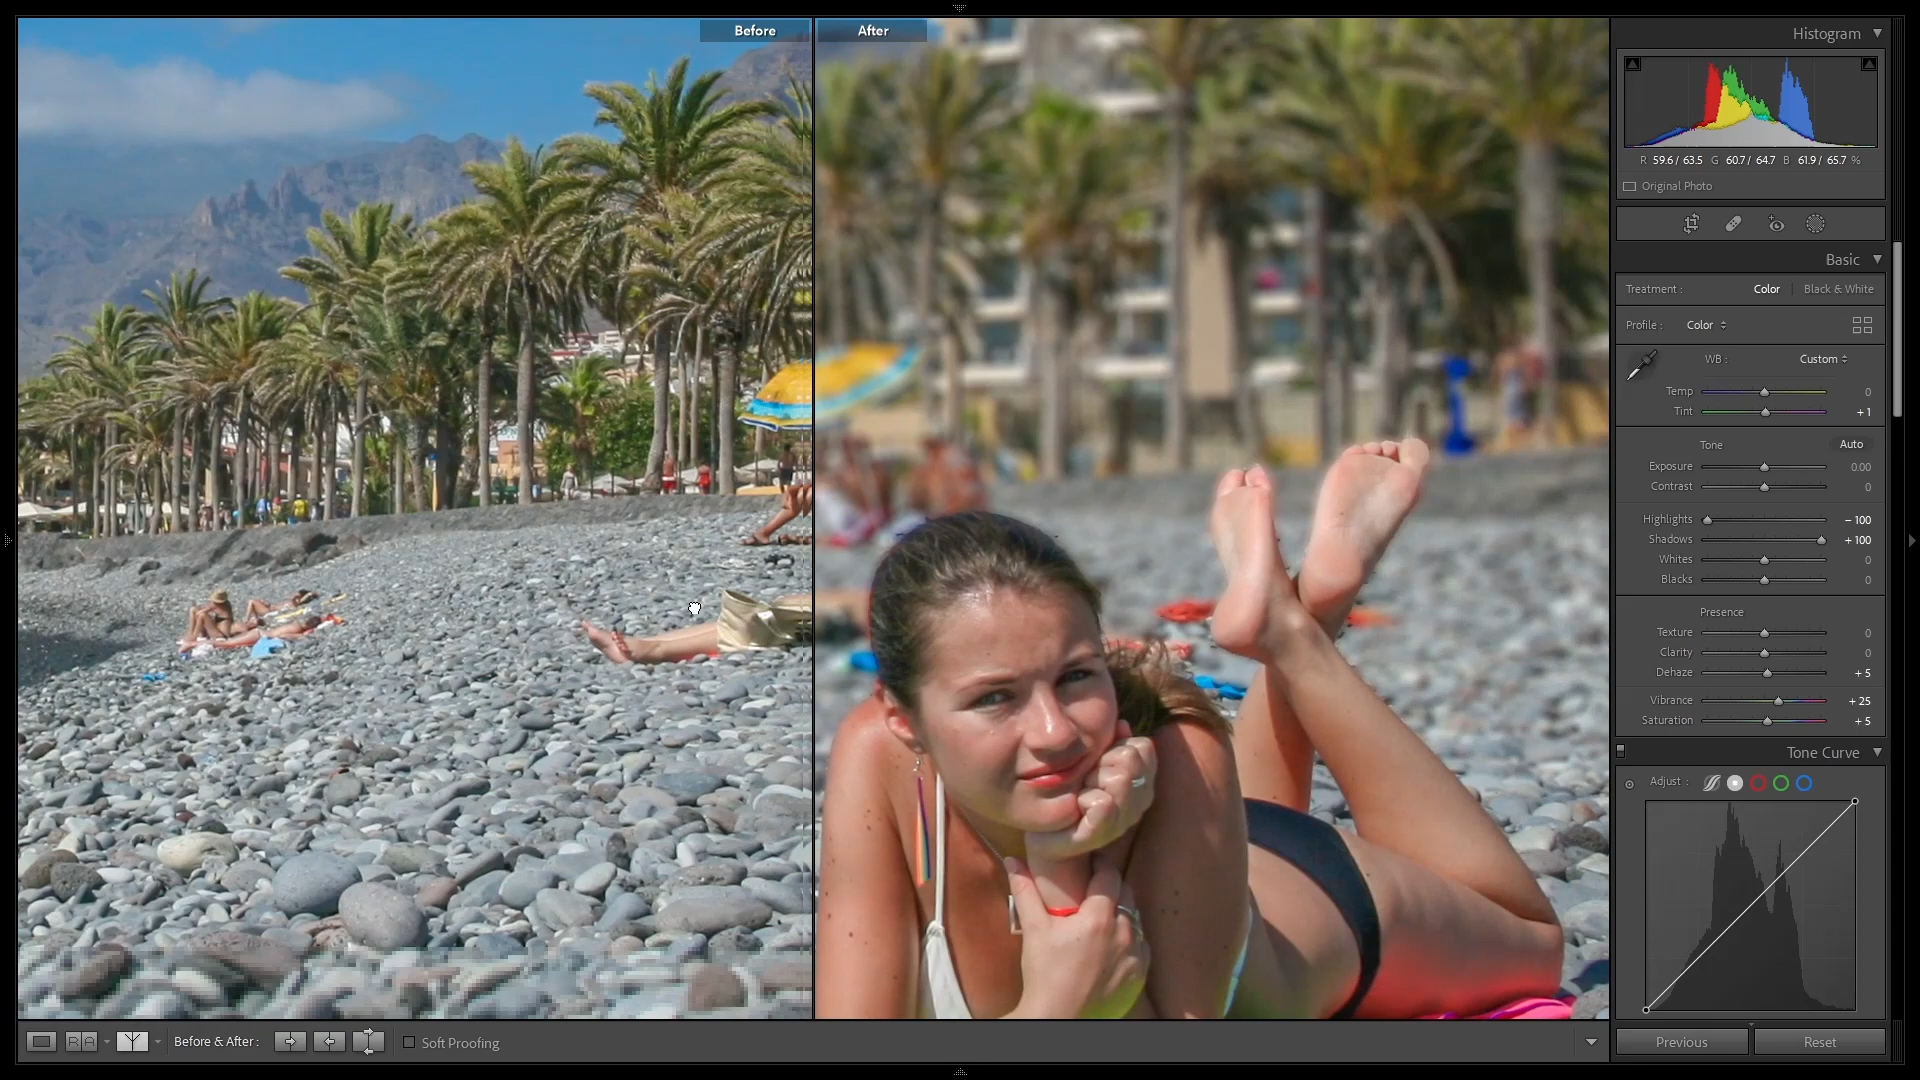 Before
After
Histogram
R 59.6 / 63.5 G 60.7 / 64.7 B 61.9 / 65.7 %
Original Photo
Basic
Treatment : Color Black & White
Profile : Color
WB : Custom
Temp 0
Tint + 1
Tone Auto
Exposure 0.00
Contrast 0
Highlights – 100
Shadows + 100
Whites 0
Blacks 0
Presence
Texture 0
Clarity 0
Dehaze + 5
Vibrance + 25
Saturation + 5
Tone Curve
Adjust :
R A Y Before & After : Soft Proofing
Previous Reset